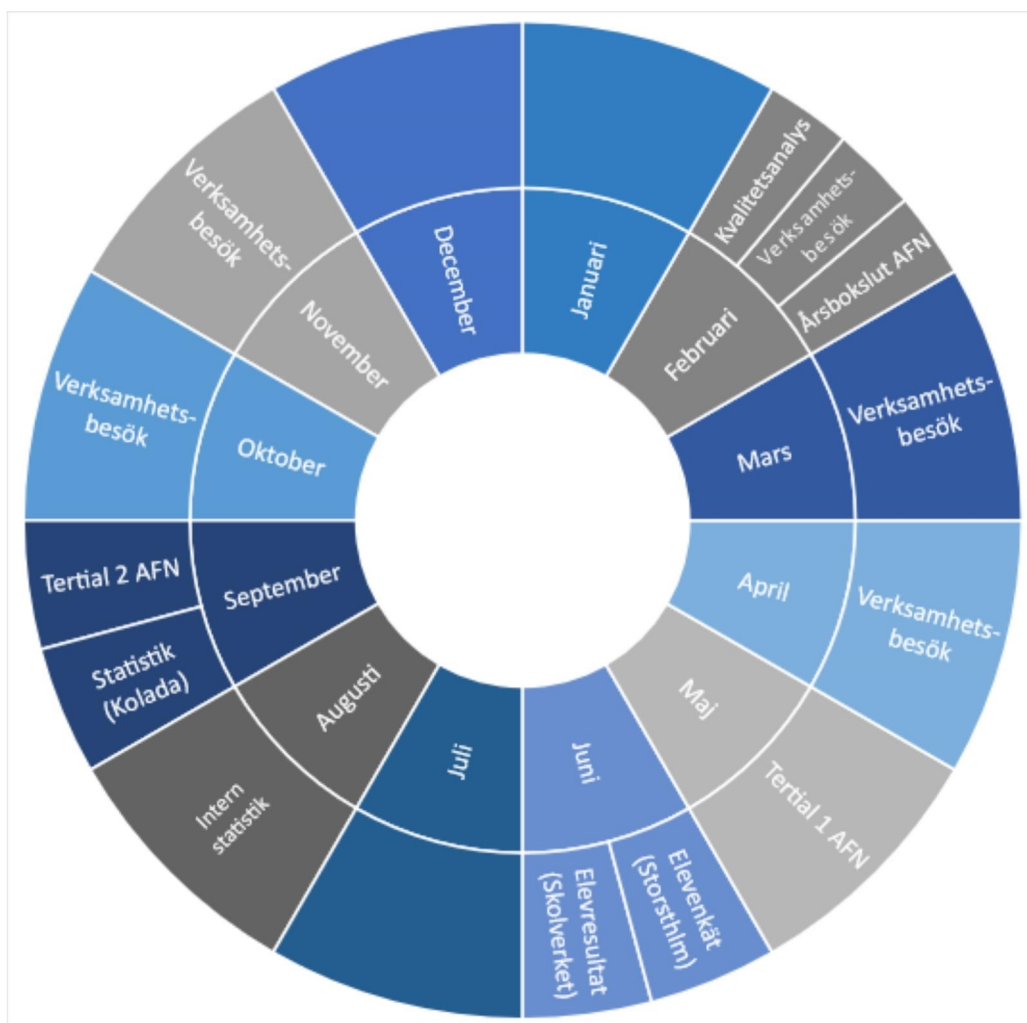 Januari
Kvalitetsanalys
Verksamhets-
besök
Årsbokslut AFN
Februari
Verksamhets-
besök
Mars
Verksamhets-
besök
April
Tertial 1 AFN
Maj
Elevenkät
(Storsthlm)
Elevresultat
(Skolverket)
Juni
Juli
Intern
statistik
Augusti
Statistik
(Kolada)
Tertial 2 AFN
September
Verksamhets-
besök
Oktober
Verksamhets-
besök
November
December